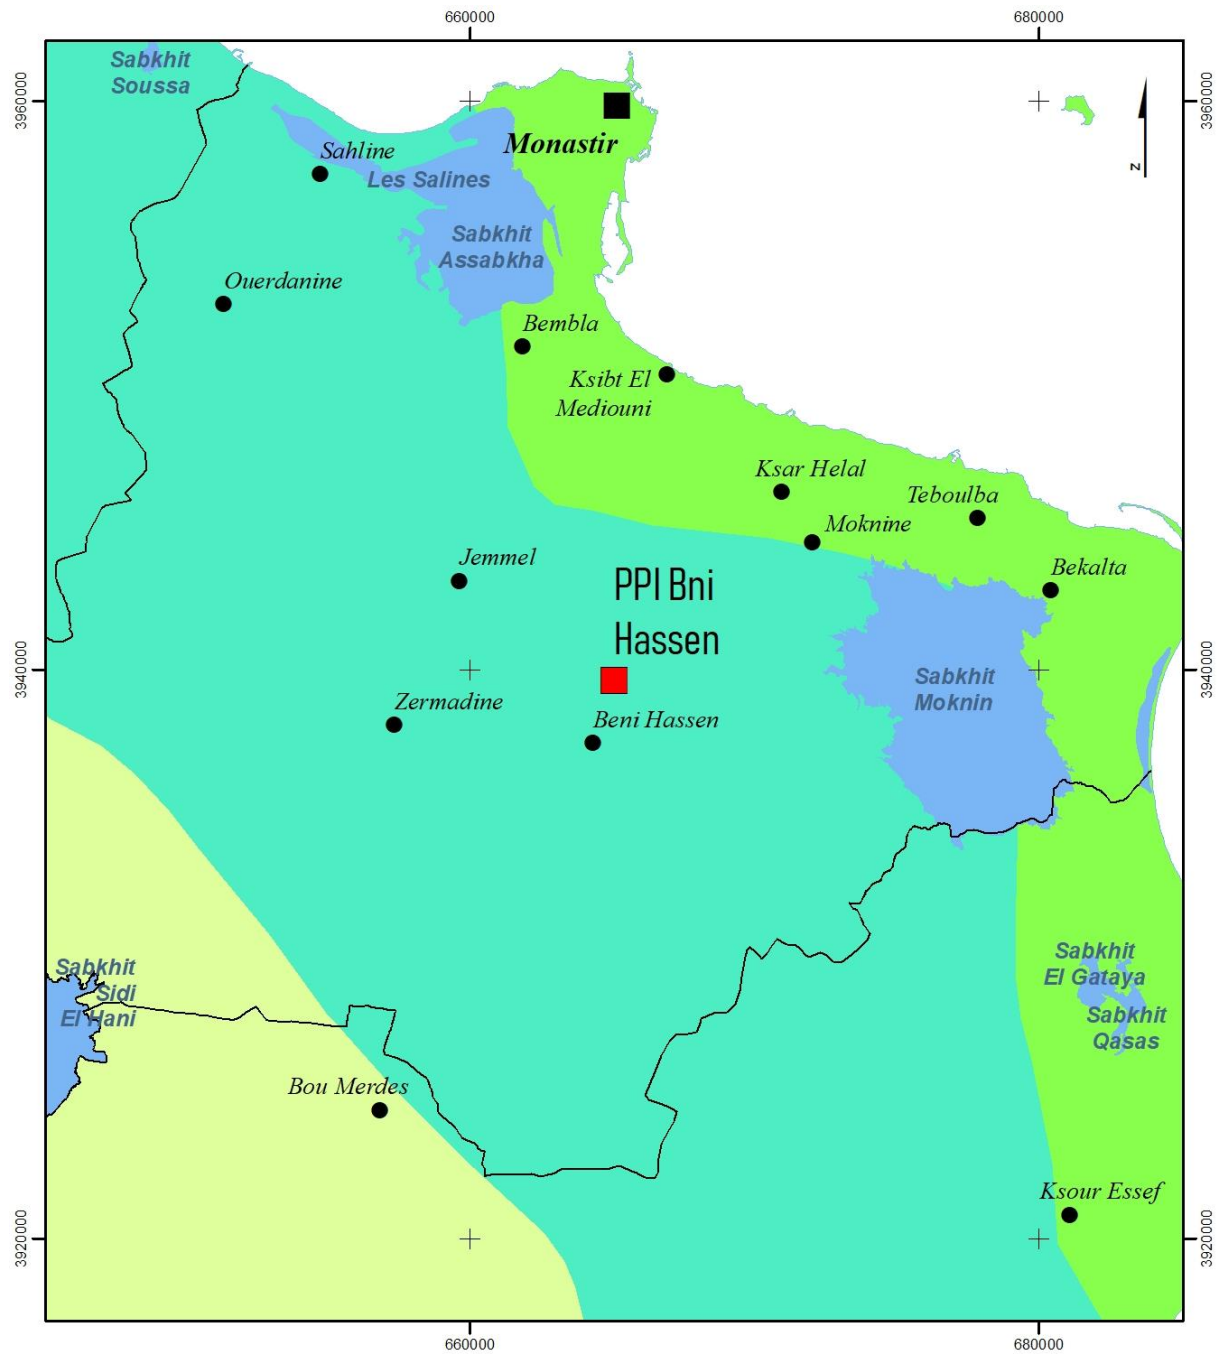 660000
680000
Sabkhit
Soussa
3960000
3960000
Monastir
N
Sahline
Les Salines
Sabkhit
Assabkha
Ouerdanine
Bembla
Ksibt El
Mediouni
Ksar Helal
Teboulba
Moknine
Jemmel
Bekalta
PPI Bni
Hassen
3940000
3940000
Sabkhit
Moknin
Zermadine
Beni Hassen
Sabkhit
Sidi
El Hani
Sabkhit
El Gataya
Sabkhit
Qasas
Bou Merdes
Ksour Essef
3920000
3920000
660000
680000